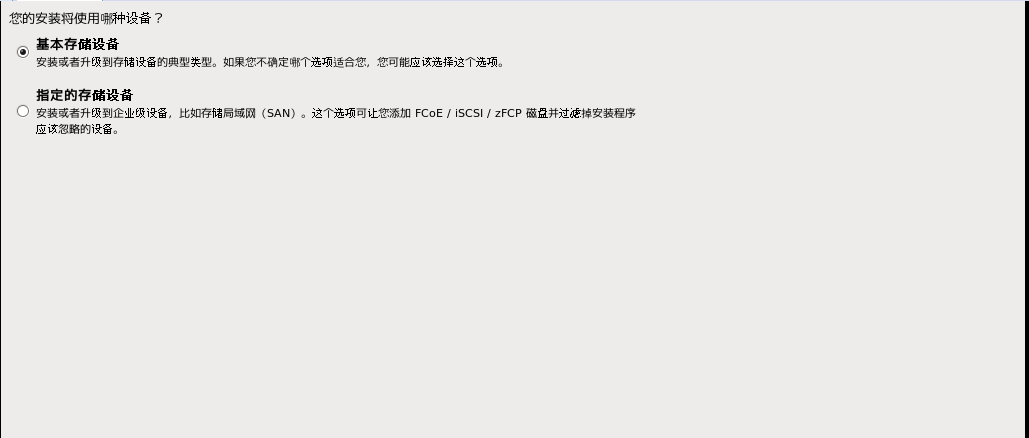 您的安装将使用哪种设备？
基本存储设备
安装或者升级到存储设备的典型类型。如果您不确定哪个选项适合您，您可能应该选择这个选项。
指定的存储设备
安装或者升级到企业级设备，比如存储局域网（SAN）。这个选项可让您添加 FCoE / iSCSI / zFCP 磁盘并过滤掉安装程序
应该忽略的设备。